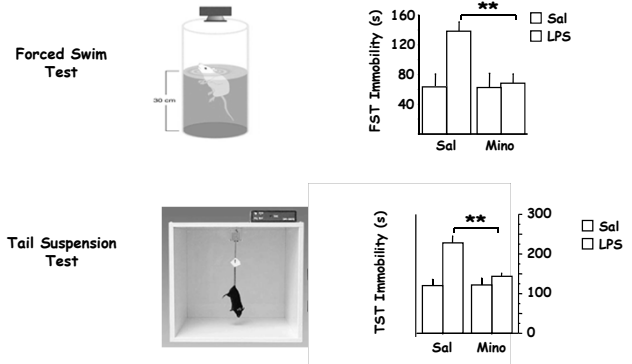 Forced Swim
Test
30 cm
FST Immobility (s)
160
120
80
40
**
Sal
LPS
Sal Mino
Tail Suspension
Test
TST Immobility (s)
**
300
200
100
0
Sal
LPS
Sal Mino